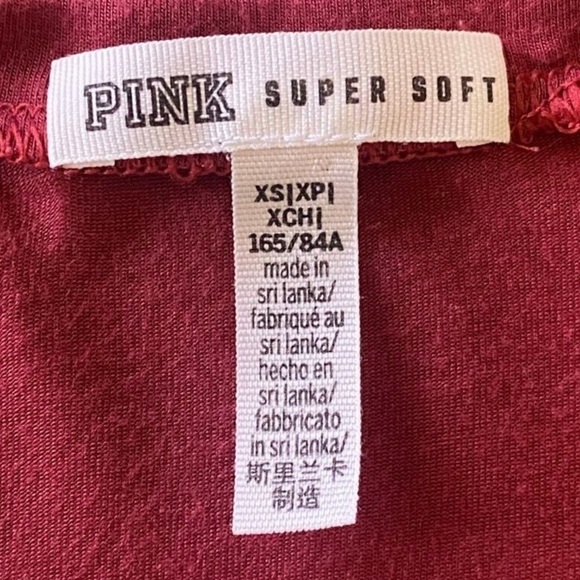 PINK SUPER SOFT
XS|XP|
XCH|
165/84A
made in
sri lanka/
fabriqué au
sri lanka/
hecho en
sri lanka/
fabbricato
in sri lanka/
斯里兰卡
制造